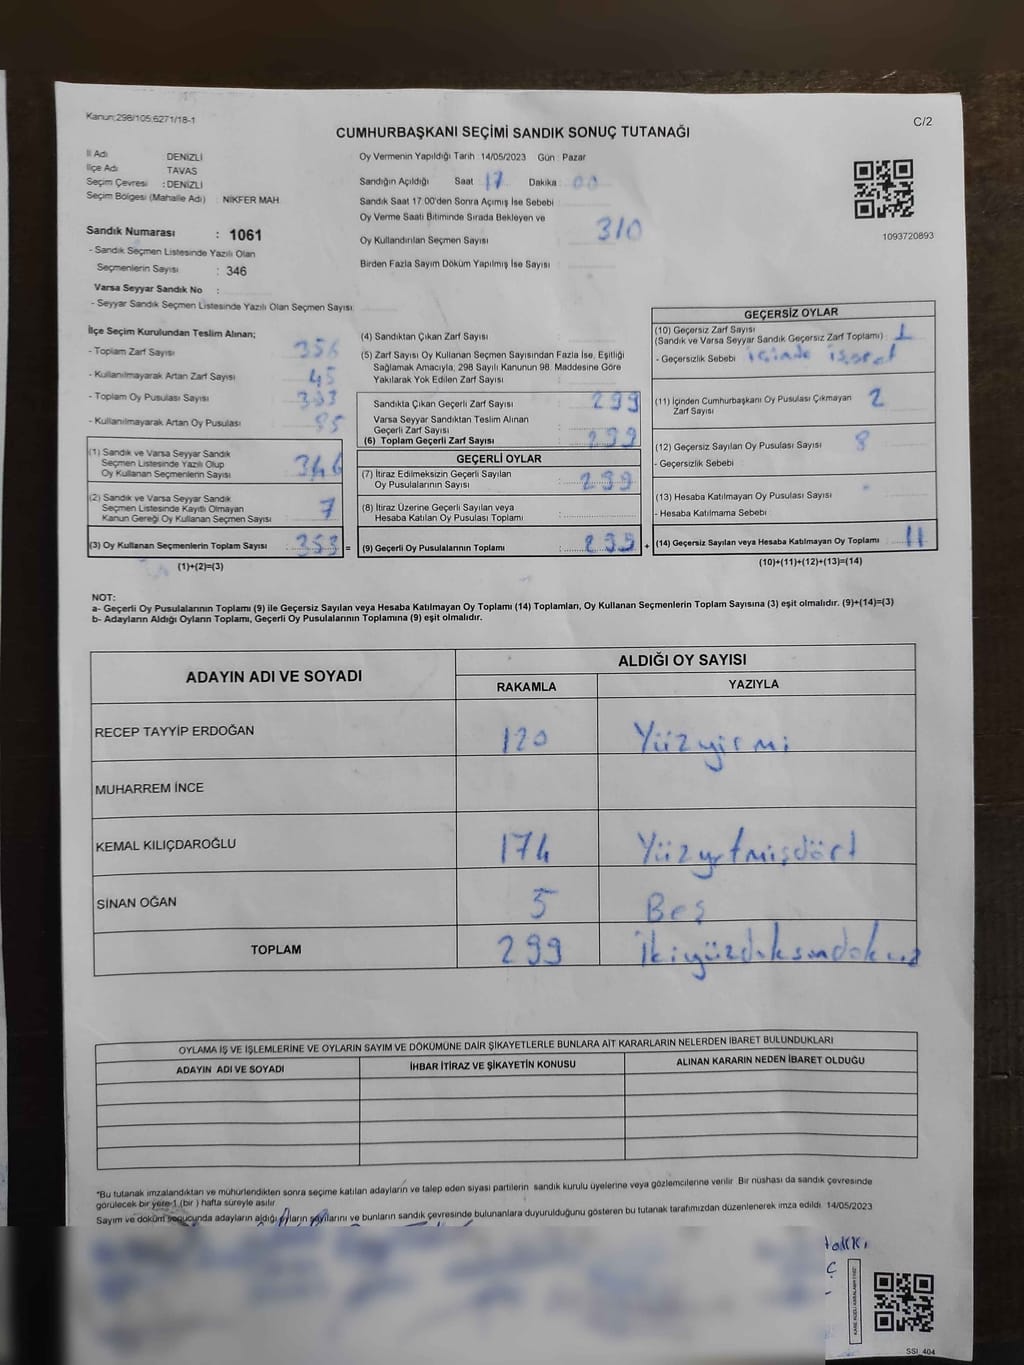 Kanun:298/105;6271/18-1
C/2
CUMHURBAŞKANI SEÇİMİ SANDIK SONUÇ TUTANAĞI
İl Adı DENİZLİ
İlçe Adı TAVAS
Seçim Çevresi : DENİZLİ
Seçim Bölgesi (Mahalle Adı) : NİKFER MAH.
Sandık Numarası : 1061
- Sandık Seçmen Listesinde Yazılı Olan
Seçmenlerin Sayısı : 346
Varsa Seyyar Sandık No :
- Seyyar Sandık Seçmen Listesinde Yazılı Olan Seçmen Sayısı
Oy Vermenin Yapıldığı Tarih : 14/05/2023 Gün : Pazar
Sandığın Açıldığı Saat 17 Dakika 00
Sandık Saat 17:00'den Sonra Açımış İse Sebebi
Oy Verme Saati Bitiminde Sırada Bekleyen ve
Oy Kullandırılan Seçmen Sayısı 310
Birden Fazla Sayım Döküm Yapılmış İse Sayısı
1093720893
İlçe Seçim Kurulundan Teslim Alınan;
- Toplam Zarf Sayısı
- Kullanılmayarak Artan Zarf Sayısı 45
- Toplam Oy Pusulası Sayısı
- Kullanılmayarak Artan Oy Pusulası 85
(1) Sandık ve Varsa Seyyar Sandık
Seçmen Listesinde Yazılı Olup
Oy Kullanan Seçmenlerin Sayısı 346
(2) Sandık ve Varsa Seyyar Sandık
Seçmen Listesinde Kayıtlı Olmayan
Kanun Gereği Oy Kullanan Seçmen Sayısı 7
(3) Oy Kullanan Seçmenlerin Toplam Sayısı : 353 =
(1)+(2)=(3)
(4) Sandıktan Çıkan Zarf Sayısı
(5) Zarf Sayısı Oy Kullanan Seçmen Sayısından Fazla İse, Eşitliği
Sağlamak Amacıyla; 298 Sayılı Kanunun 98. Maddesine Göre
Yakılarak Yok Edilen Zarf Sayısı
Sandıkta Çıkan Geçerli Zarf Sayısı 299
Varsa Seyyar Sandıktan Teslim Alınan
Geçerli Zarf Sayısı
(6) Toplam Geçerli Zarf Sayısı 299
GEÇERLİ OYLAR
(7) İtiraz Edilmeksizin Geçerli Sayılan
Oy Pusulalarının Sayısı 299
(8) İtiraz Üzerine Geçerli Sayılan veya
Hesaba Katılan Oy Pusulası Toplamı
(9) Geçerli Oy Pusulalarının Toplamı : 299 +
GEÇERSİZ OYLAR
(10) Geçersiz Zarf Sayısı
(Sandık ve Varsa Seyyar Sandık Geçersiz Zarf Toplamı) : 1
- Geçersizlik Sebebi içinde işaret
(11) İçinden Cumhurbaşkanı Oy Pusulası Çıkmayan
Zarf Sayısı 2
(12) Geçersiz Sayılan Oy Pusulası Sayısı 8
- Geçersizlik Sebebi
(13) Hesaba Katılmayan Oy Pusulası Sayısı
- Hesaba Katılmama Sebebi
(14) Geçersiz Sayılan veya Hesaba Katılmayan Oy Toplamı : 11
(10)+(11)+(12)+(13)=(14)
NOT:
a- Geçerli Oy Pusulalarının Toplamı (9) ile Geçersiz Sayılan veya Hesaba Katılmayan Oy Toplamı (14) Toplamları, Oy Kullanan Seçmenlerin Toplam Sayısına (3) eşit olmalıdır. (9)+(14)=(3)
b- Adayların Aldığı Oyların Toplamı, Geçerli Oy Pusulalarının Toplamına (9) eşit olmalıdır.
ADAYIN ADI VE SOYADI ALDIĞI OY SAYISI
RAKAMLA YAZIYLA
RECEP TAYYİP ERDOĞAN 120 Yüzyirmi
MUHARREM İNCE
KEMAL KILIÇDAROĞLU 174 Yüzyetmişdört
SİNAN OĞAN 5 Beş
TOPLAM 299 İkiyüzdoksandokuz
OYLAMA İŞ VE İŞLEMLERİNE VE OYLARIN SAYIM VE DÖKÜMÜNE DAİR ŞİKAYETLERLE BUNLARA AİT KARARLARIN NELERDEN İBARET BULUNDUKLARI
ADAYIN ADI VE SOYADI İHBAR İTİRAZ VE ŞİKAYETİN KONUSU ALINAN KARARIN NEDEN İBARET OLDUĞU
*Bu tutanak imzalandıktan ve mühürlendikten sonra seçime katılan adayların ve talep eden siyasi partilerin sandık kurulu üyelerine veya gözlemcilerine verilir. Bir nüshası da sandık çevresinde
görülecek bir yere 1 (bir) hafta süreyle asılır.
Sayım ve döküm sonucunda adayların aldığı oyların sayılarını ve bunların sandık çevresinde bulunanlara duyurulduğunu gösteren bu tutanak tarafımızdan düzenlenerek imza edildi. 14/05/2023
SSI_404